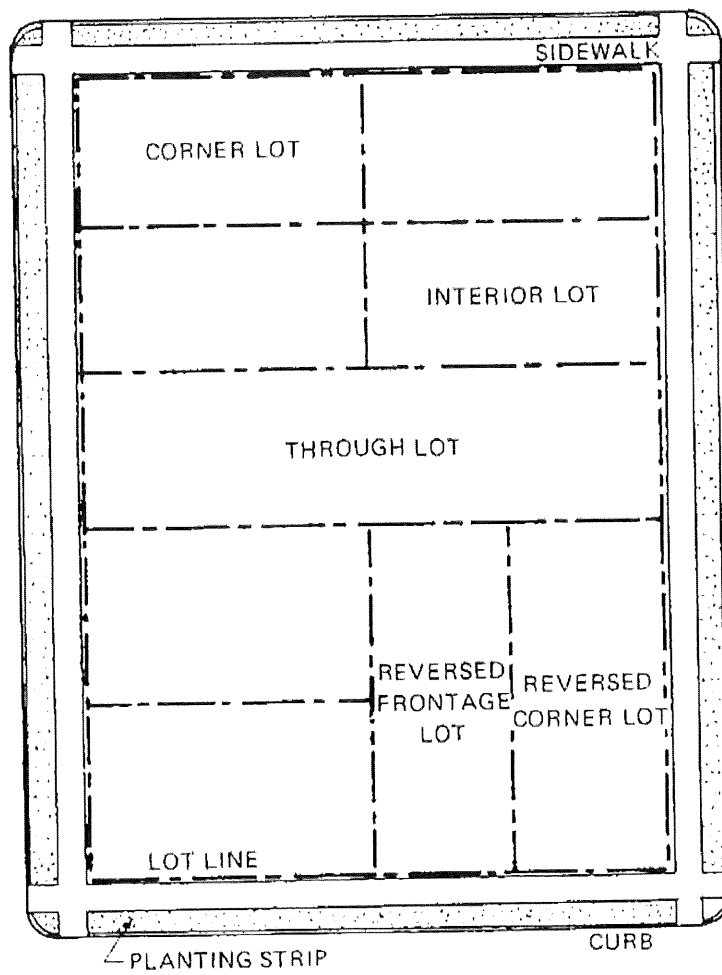 SIDEWALK
CORNER LOT
INTERIOR LOT
THROUGH LOT
REVERSED
FRONTAGE
LOT
REVERSED
CORNER LOT
LOT LINE
CURB
PLANTING STRIP